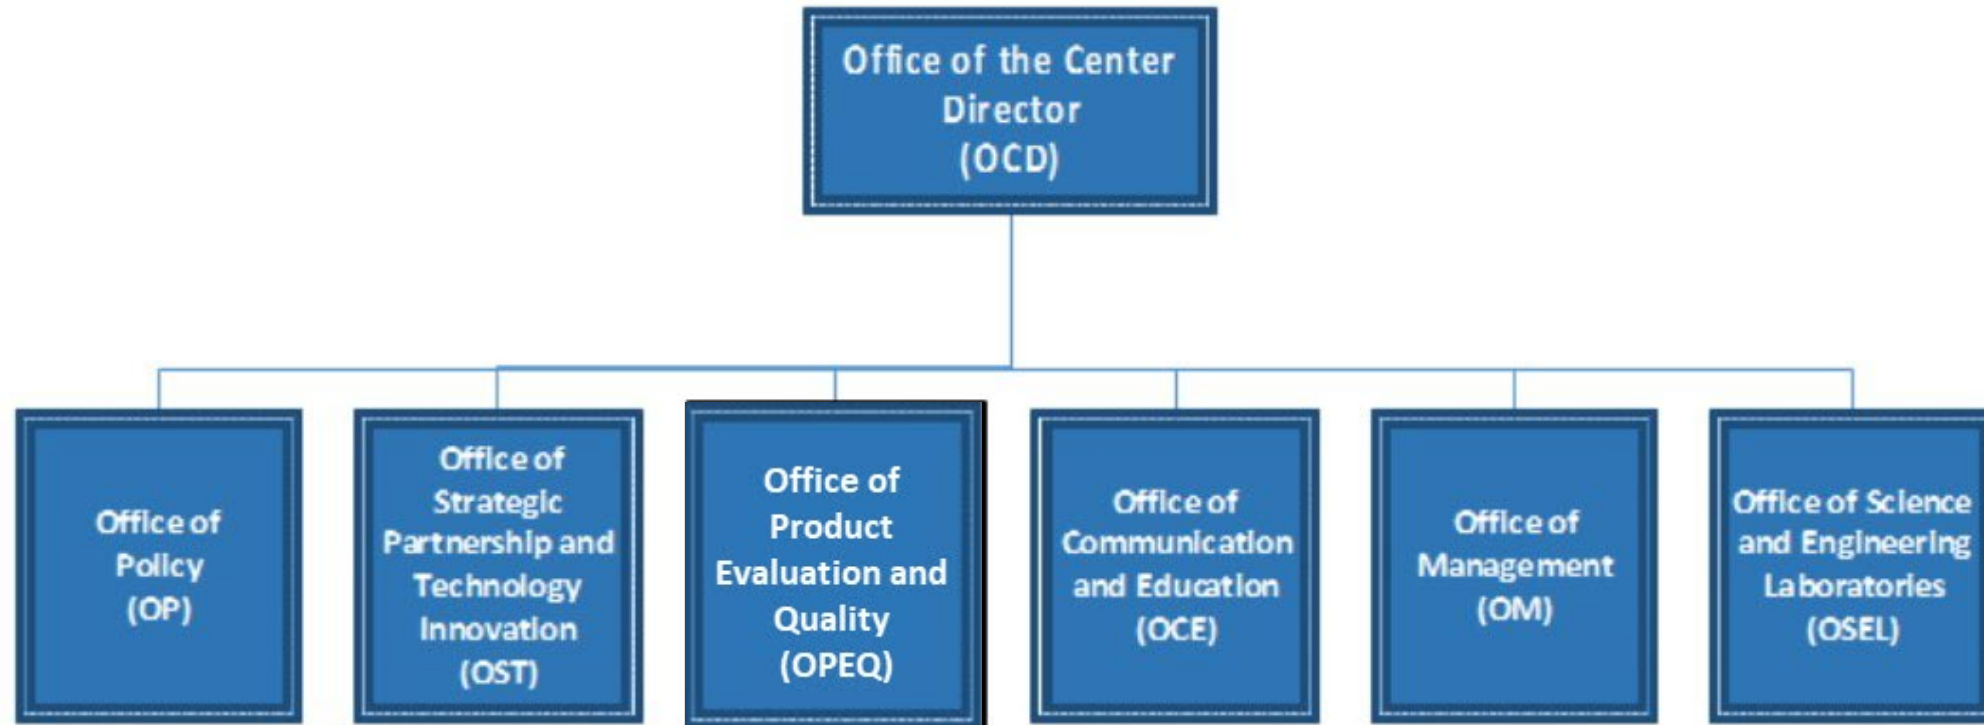 Office of the Center
Director
(OCD)
Office of
Policy
(OP)
Office of
Strategic
Partnership and
Technology
Innovation
(OST)
Office of
Product
Evaluation and
Quality
(OPEQ)
Office of
Communication
and Education
(OCE)
Office of
Management
(OM)
Office of Science
and Engineering
Laboratories
(OSEL)